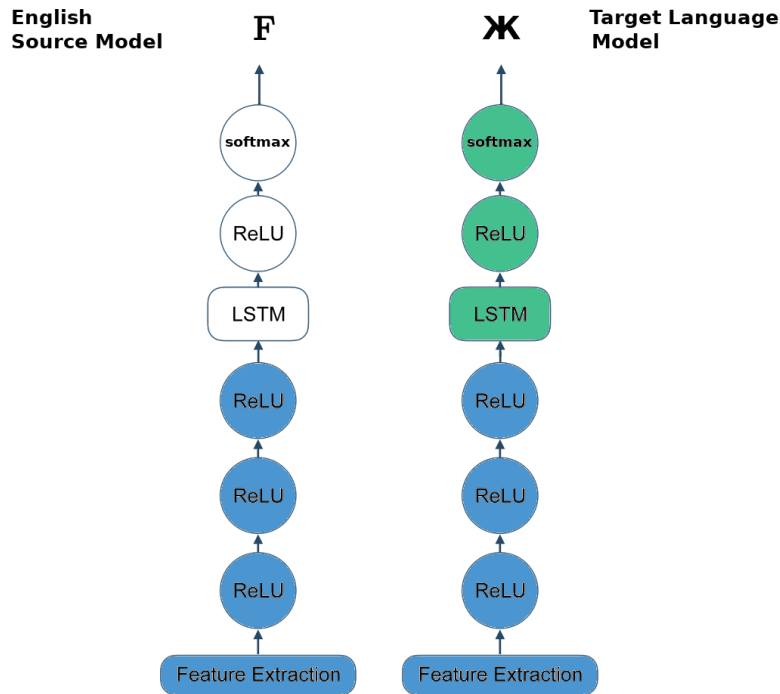 English
Source Model
F
Ж
Target Language
Model
softmax
softmax
ReLU
ReLU
LSTM
LSTM
ReLU
ReLU
ReLU
ReLU
ReLU
ReLU
Feature Extraction
Feature Extraction